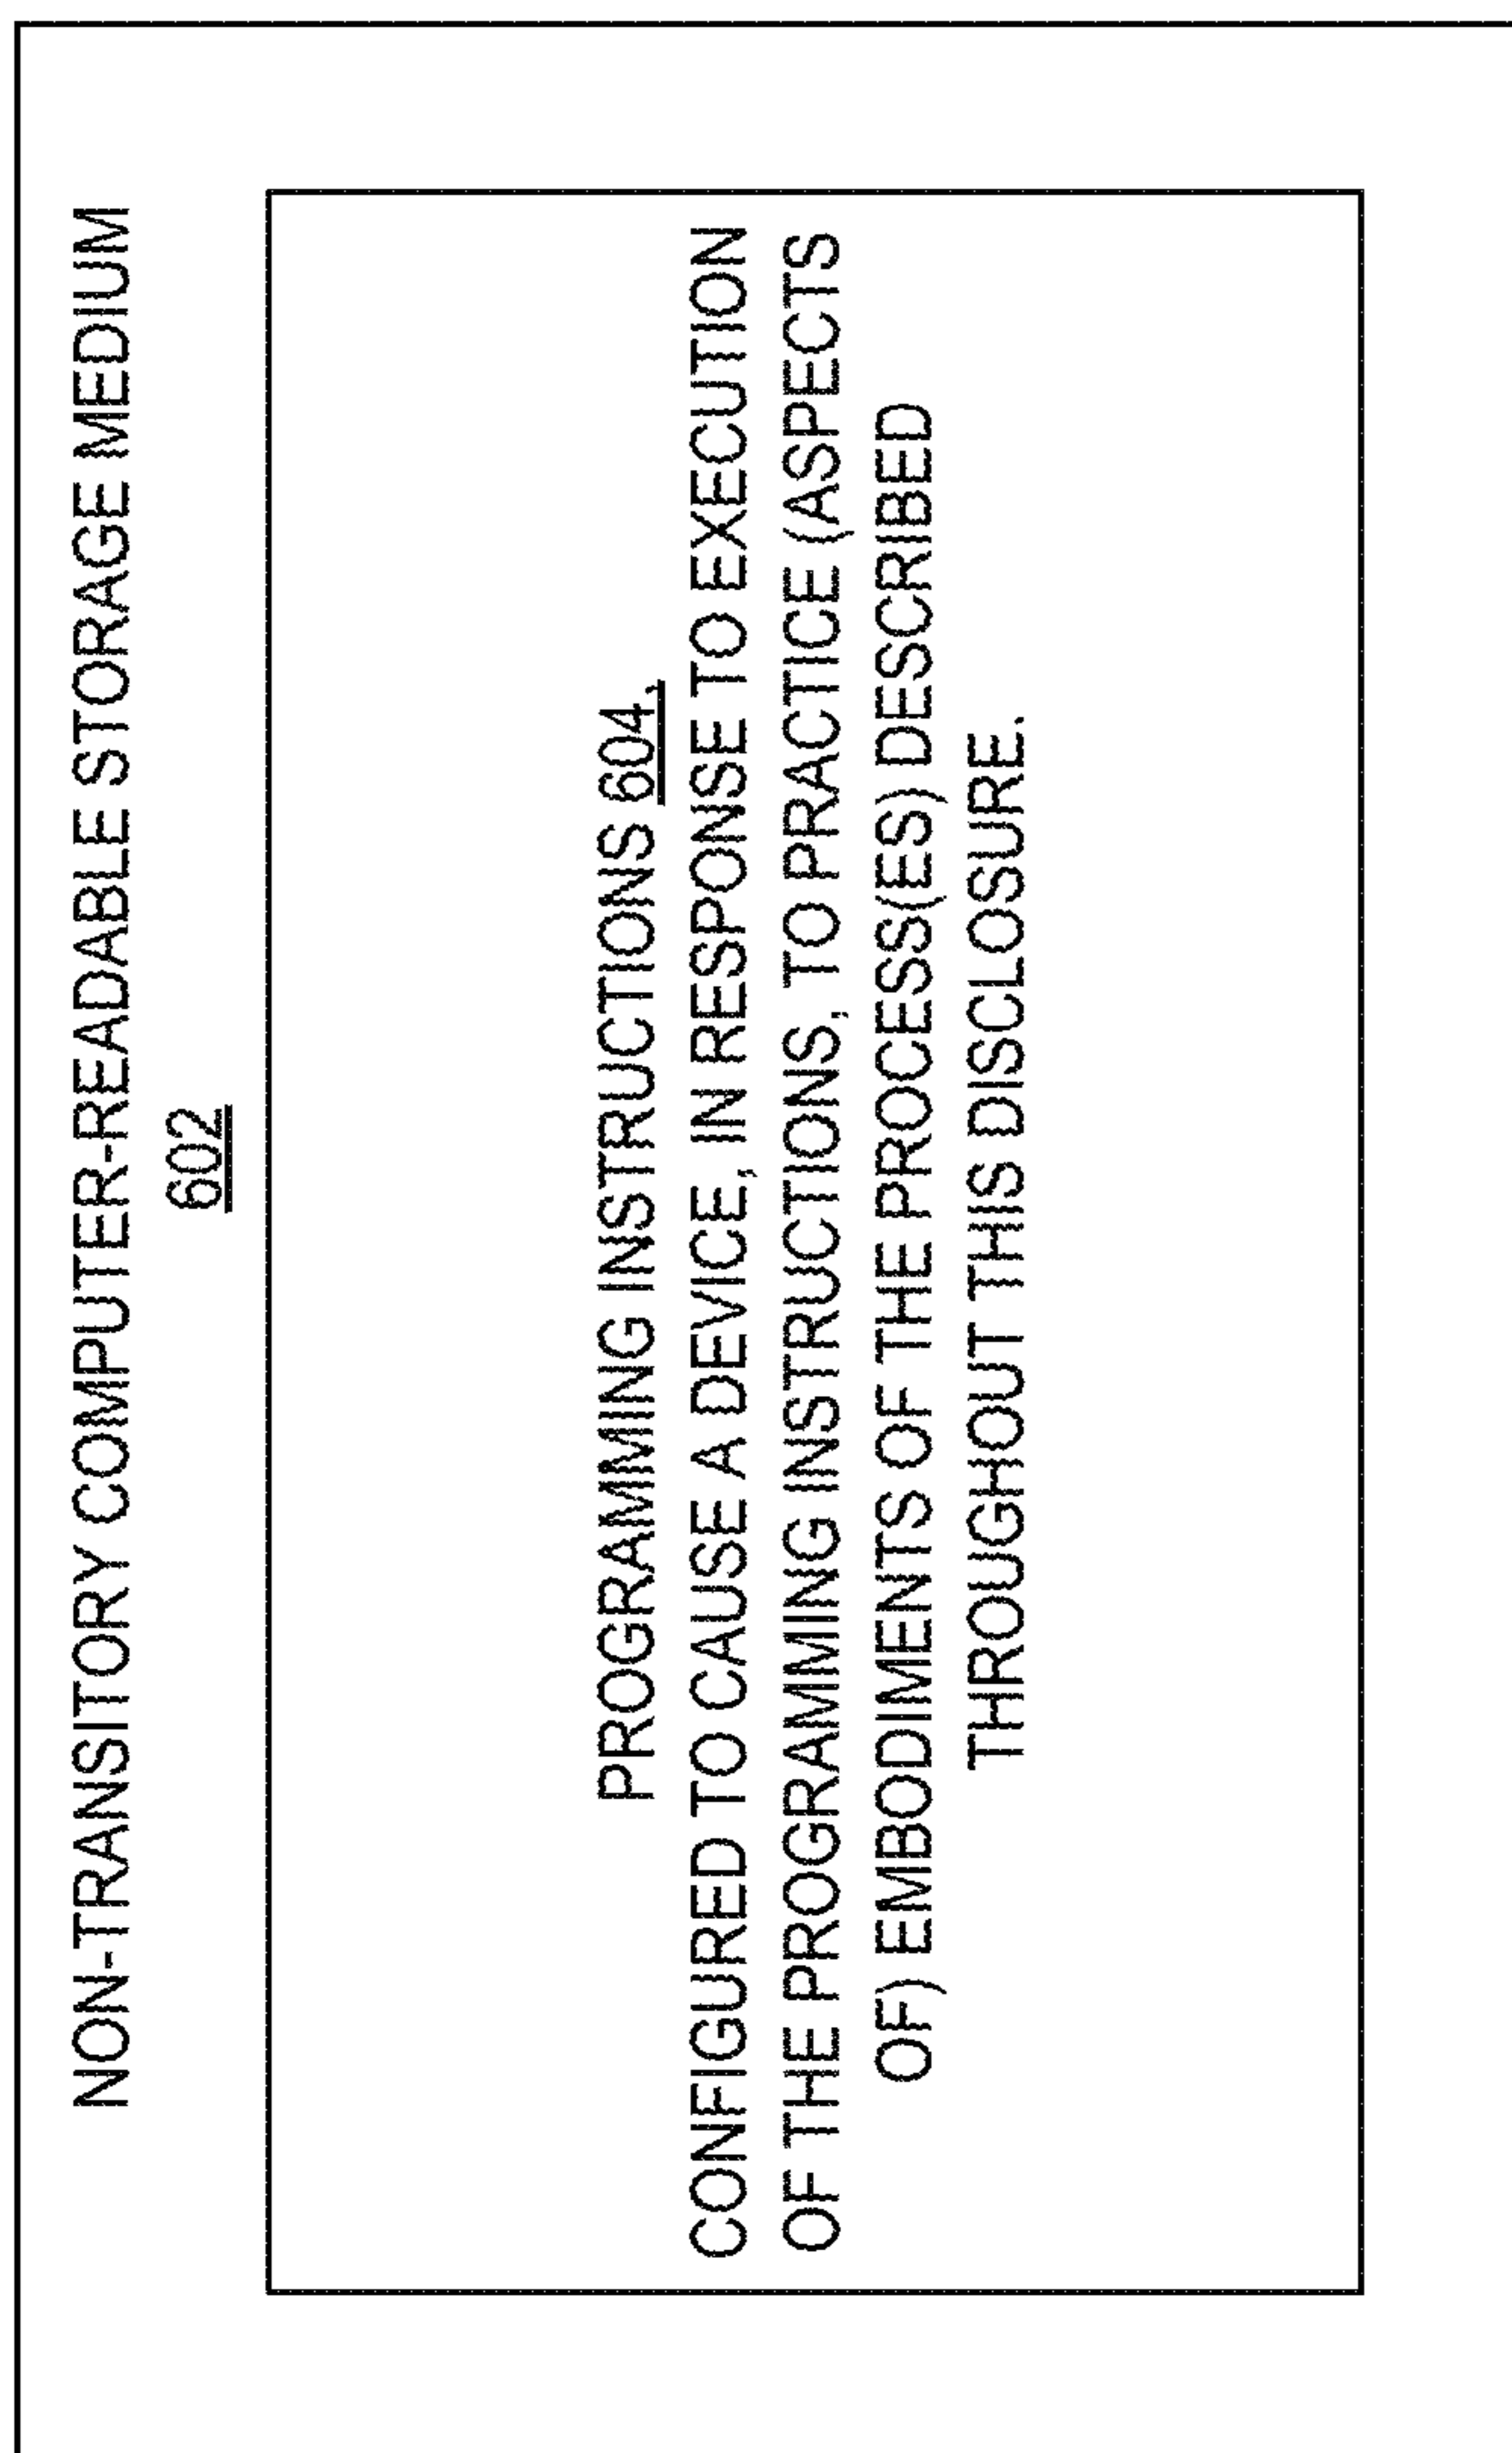 NON-TRANSITORY COMPUTER-READABLE STORAGE MEDIUM
602
PROGRAMMING INSTRUCTIONS 604,
CONFIGURED TO CAUSE A DEVICE, IN RESPONSE TO EXECUTION
OF THE PROGRAMMING INSTRUCTIONS, TO PRACTICE (ASPECTS
OF) EMBODIMENTS OF THE PROCESS(ES) DESCRIBED
THROUGHOUT THIS DISCLOSURE.